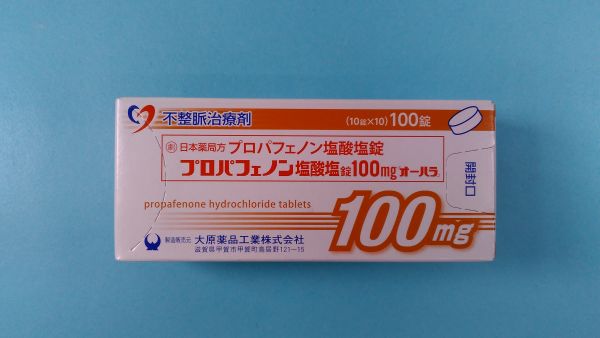 不整脈治療剤
(10錠×10) 100錠
劇 日本薬局方 プロパフェノン塩酸塩錠
プロパフェノン塩酸塩錠100mg「オーハラ」
開封口
propafenone hydrochloride tablets
100mg
製造販売元 大原薬品工業株式会社
滋賀県甲賀市甲賀町鳥居野121-15